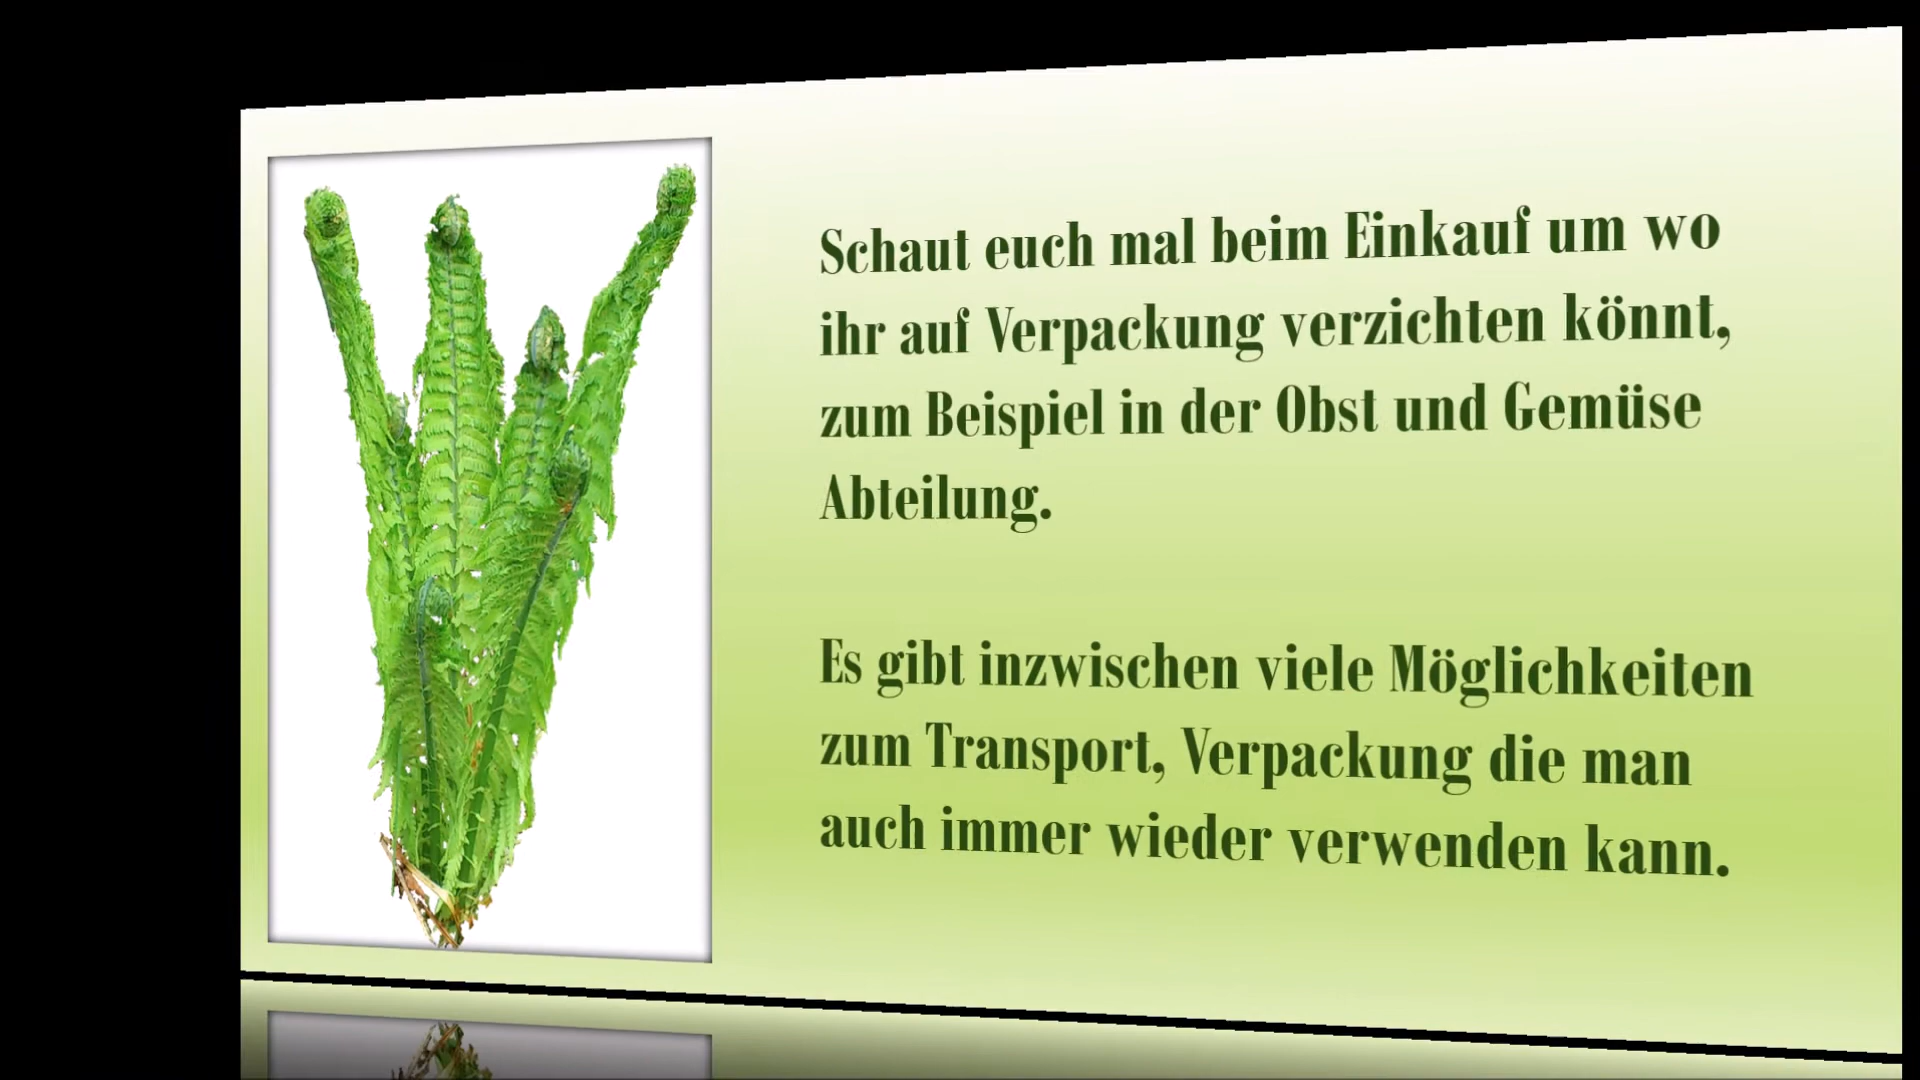 Schaut euch mal beim Einkauf um wo
ihr auf Verpackung verzichten könnt,
zum Beispiel in der Obst und Gemüse
Abteilung.
Es gibt inzwischen viele Möglichkeiten
zum Transport, Verpackung die man
auch immer wieder verwenden kann.